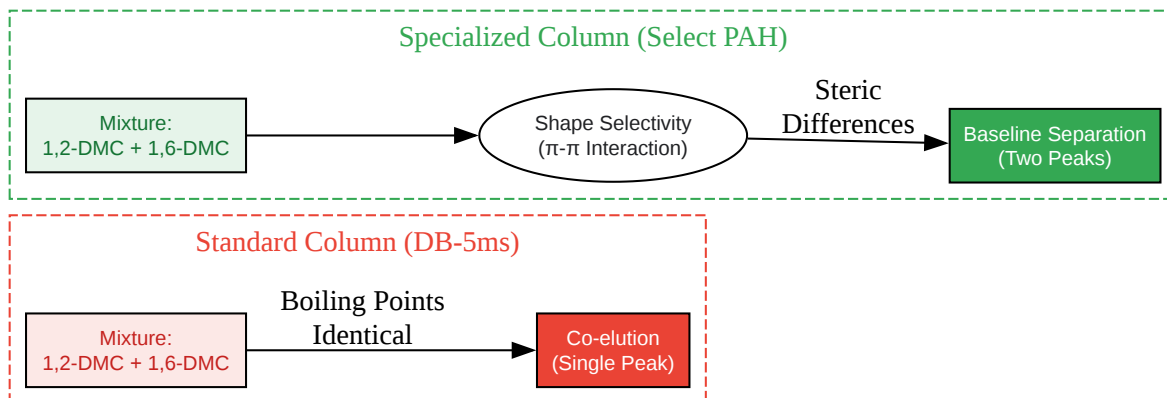 Specialized Column (Select PAH)
Mixture:
1,2-DMC + 1,6-DMC
Shape Selectivity
(π-π Interaction)
Steric
Differences
Baseline Separation
(Two Peaks)
Standard Column (DB-5ms)
Mixture:
1,2-DMC + 1,6-DMC
Boiling Points
Identical
Co-elution
(Single Peak)